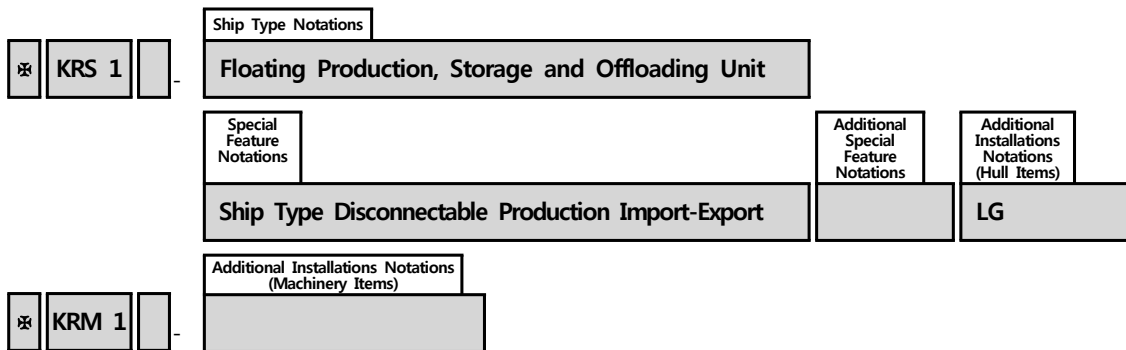 Ship Type Notations
✠ KRS 1 - Floating Production, Storage and Offloading Unit
Special
Feature
Notations
Additional
Special
Feature
Notations
Additional
Installations
Notations
(Hull Items)
Ship Type Disconnectable Production Import-Export LG
Additional Installations Notations
(Machinery Items)
✠ KRM 1 -